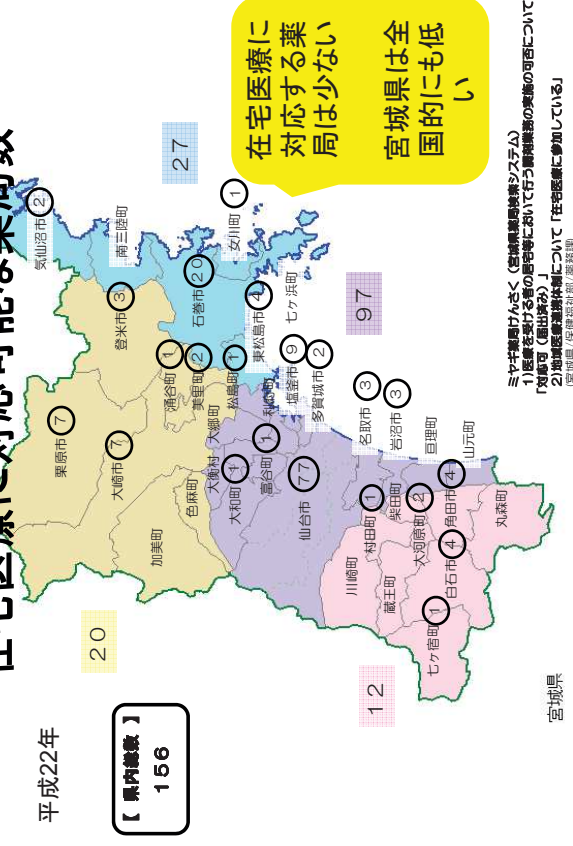 在宅医療に対応可能な薬局数
平成22年
【 県内総数 】
156
20
27
97
12
栗原市 7
気仙沼市 2
登米市 3
南三陸町
大崎市 7
涌谷町 1
美里町 2
石巻市 20
女川町 1
加美町
色麻町
大衡村
大郷町
松島町 1
東松島市 4
大和町 1
富谷町 1
利府町
塩釜市 9
七ヶ浜町
多賀城市 2
仙台市 77
名取市 3
岩沼市 3
川崎町
村田町 1
柴田町
亘理町
蔵王町
大河原町 2
角田市 4
山元町
七ヶ宿町 1
白石市 4
丸森町
在宅医療に
対応する薬
局は少ない
宮城県は全
国的にも低
い
ミヤギ薬局けんさく（宮城県薬局検索システム）
1)医療を受ける者の居宅等において行う調剤業務の実施の可否について
「対応可（届出済み）」
2)地域医療連携体制について「在宅医療に参加している」
(宮城県/保健福祉部/薬務課)
宮城県